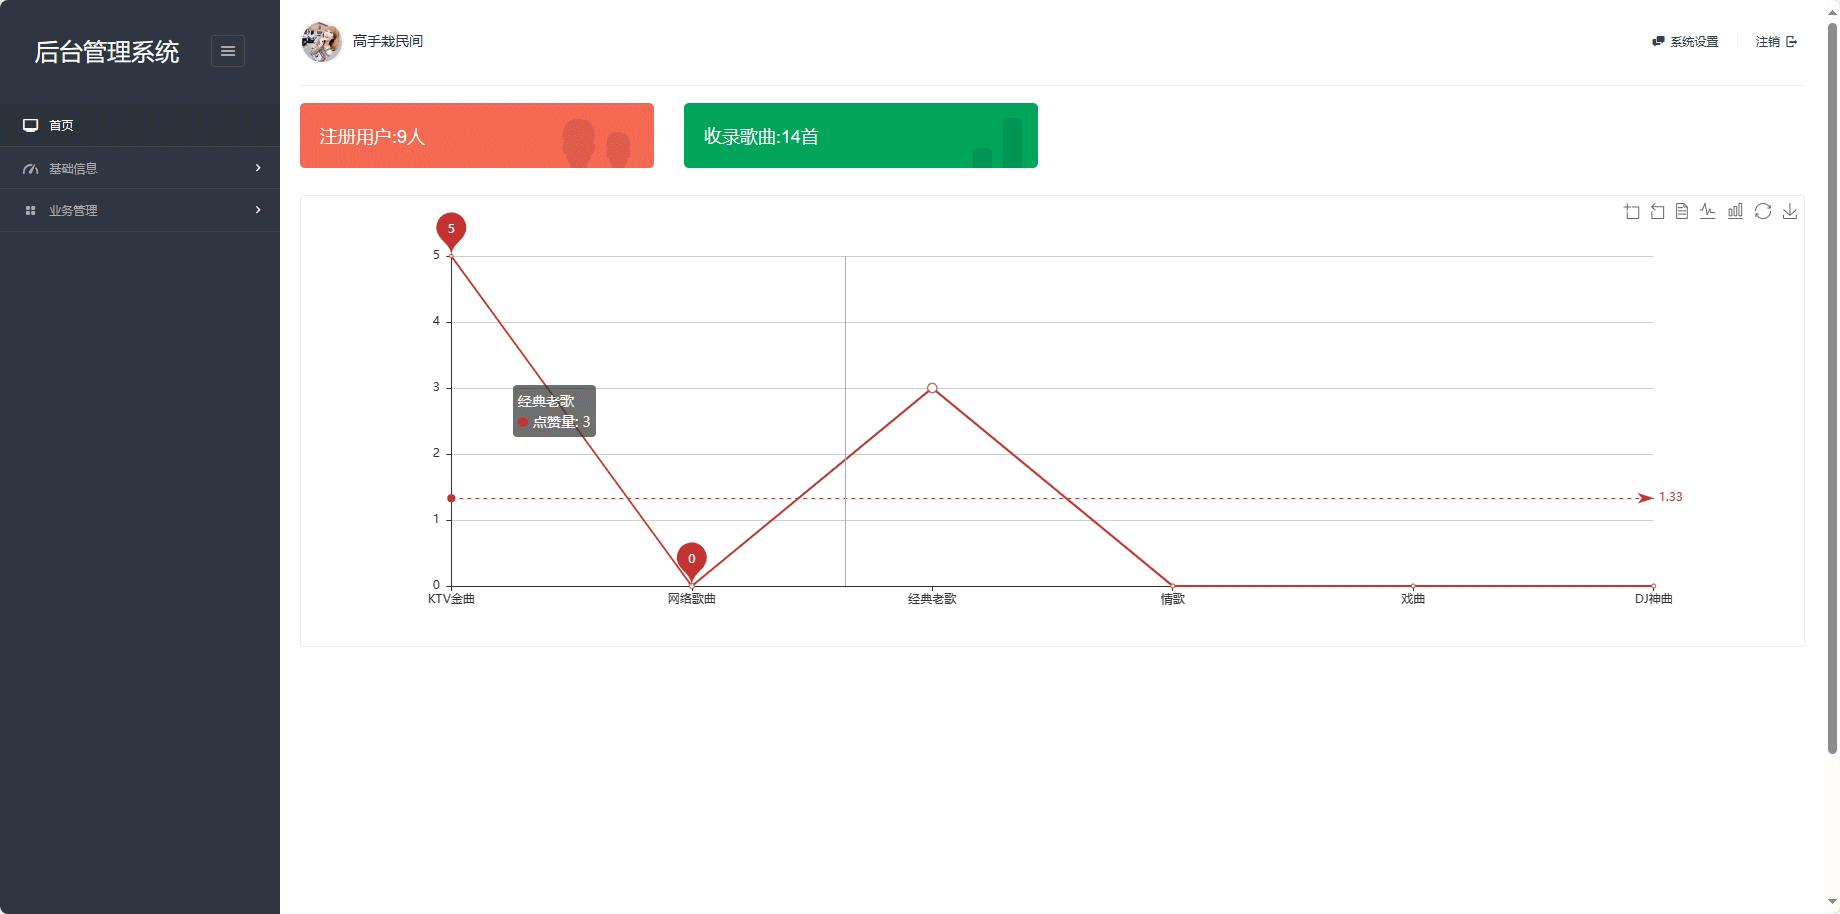 后台管理系统
高手栽民间
系统设置
注销
首页
基础信息
业务管理
注册用户:9人
收录歌曲:14首
5
5
4
3
2
1
0
经典老歌
点赞量: 3
0
1.33
KTV金曲
网络歌曲
经典老歌
情歌
戏曲
DJ神曲